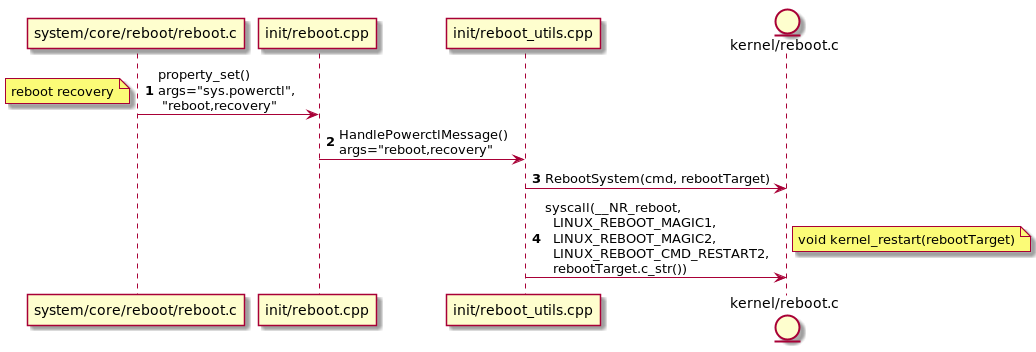 system/core/reboot/reboot.c
init/reboot.cpp
init/reboot_utils.cpp
kernel/reboot.c
reboot recovery
1
property_set()
args="sys.powerctl",
"reboot,recovery"
2
HandlePowerctlMessage()
args="reboot,recovery"
3 RebootSystem(cmd, rebootTarget)
4
syscall(__NR_reboot,
LINUX_REBOOT_MAGIC1,
LINUX_REBOOT_MAGIC2,
LINUX_REBOOT_CMD_RESTART2,
rebootTarget.c_str())
void kernel_restart(rebootTarget)
system/core/reboot/reboot.c
init/reboot.cpp
init/reboot_utils.cpp
kernel/reboot.c